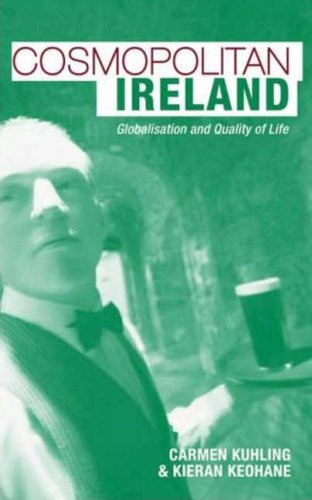 COSMOPOLITAN
IRELAND
Globalisation and Quality of Life
CARMEN KUHLING
& KIERAN KEOHANE